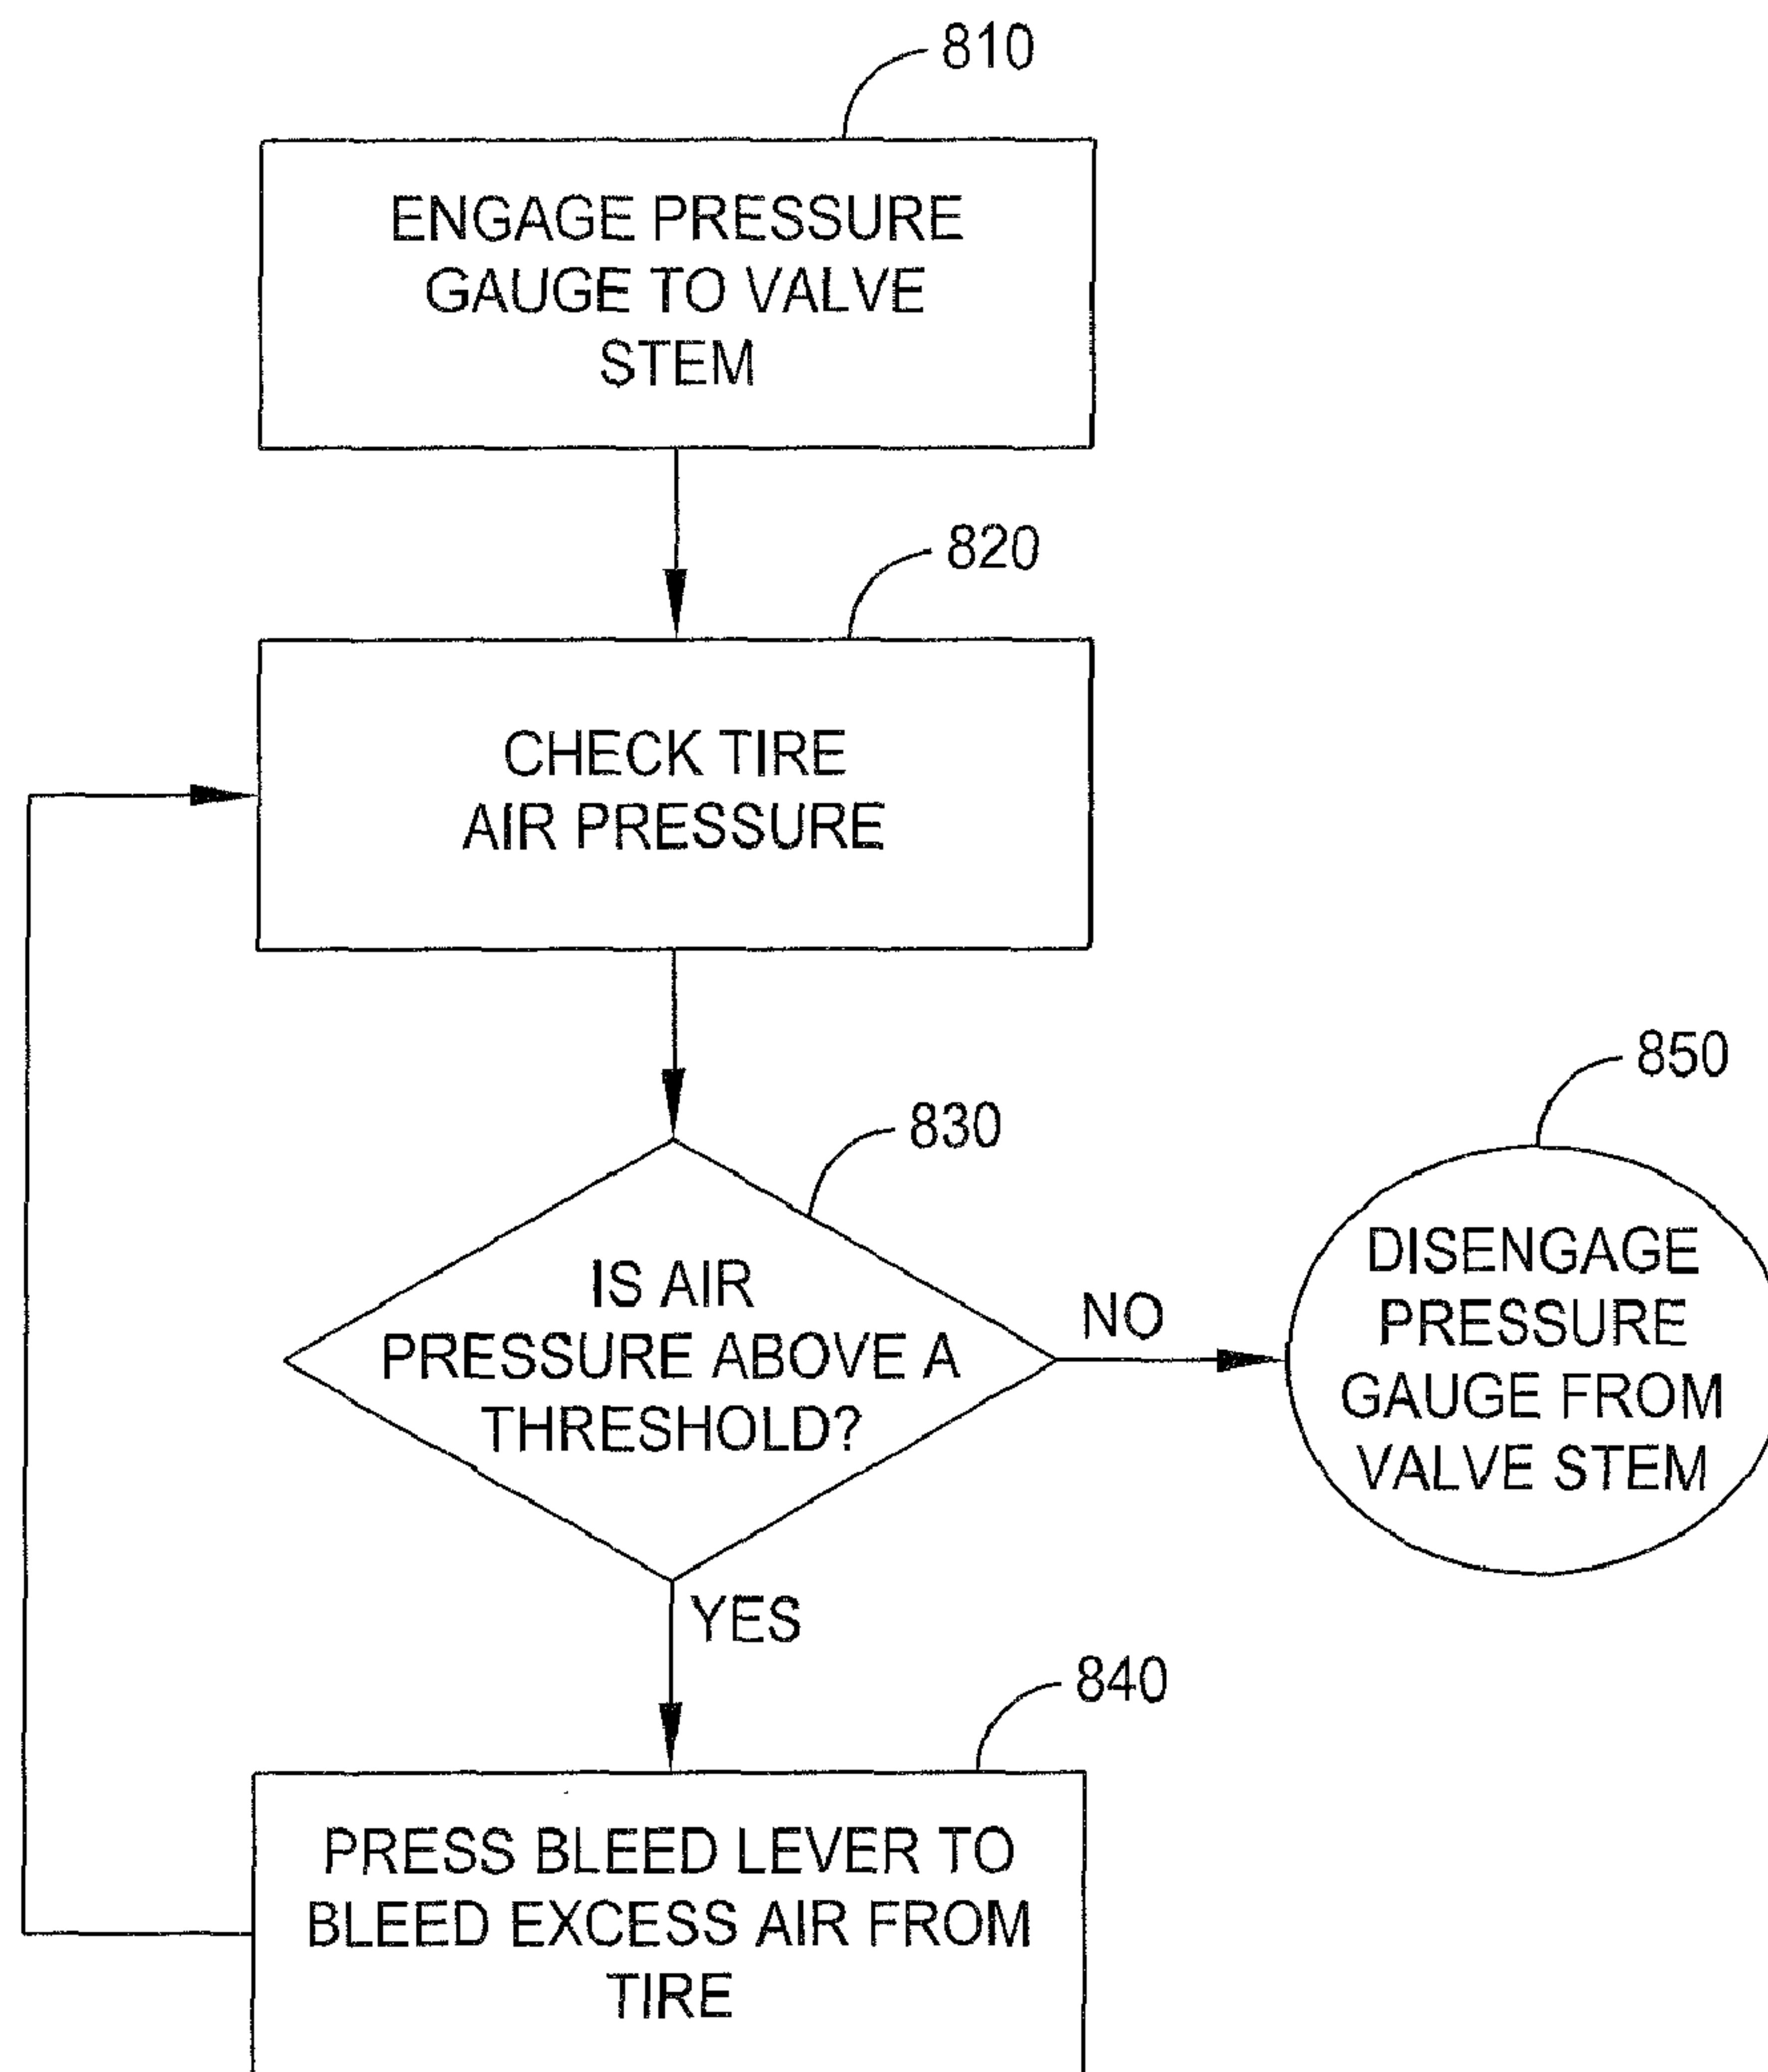 810
ENGAGE PRESSURE
GAUGE TO VALVE
STEM
820
CHECK TIRE
AIR PRESSURE
830
IS AIR
PRESSURE ABOVE A
THRESHOLD?
NO
850
DISENGAGE
PRESSURE
GAUGE FROM
VALVE STEM
YES
840
PRESS BLEED LEVER TO
BLEED EXCESS AIR FROM
TIRE